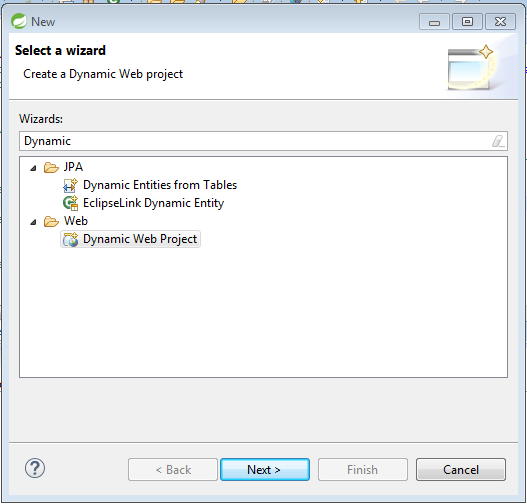 New
Select a wizard
Create a Dynamic Web project
Wizards:
Dynamic
JPA
Dynamic Entities from Tables
EclipseLink Dynamic Entity
Web
Dynamic Web Project
? < Back Next > Finish Cancel